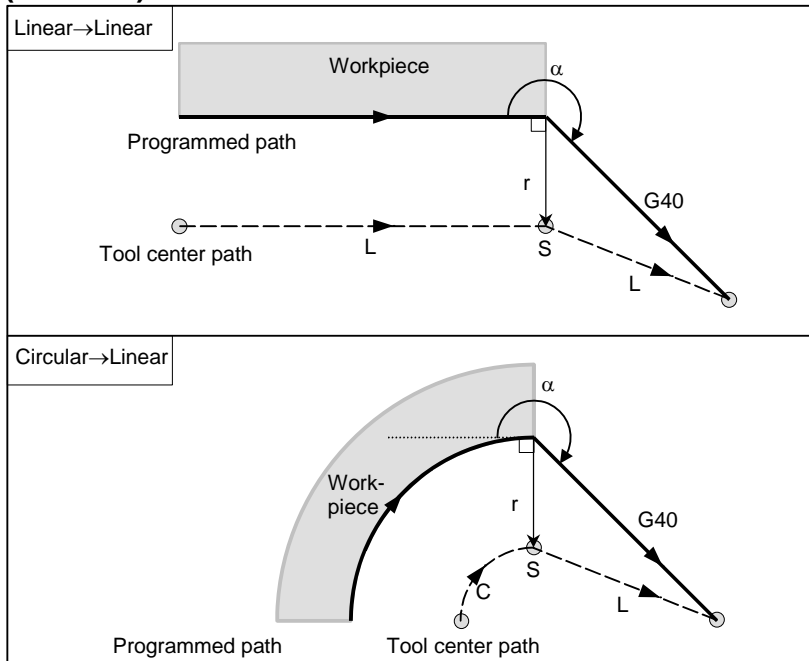 Linear→Linear
Workpiece
α
Programmed path
r
G40
Tool center path
L
S
L
Circular→Linear
α
Work-
piece
r
G40
S
C
L
Programmed path
Tool center path